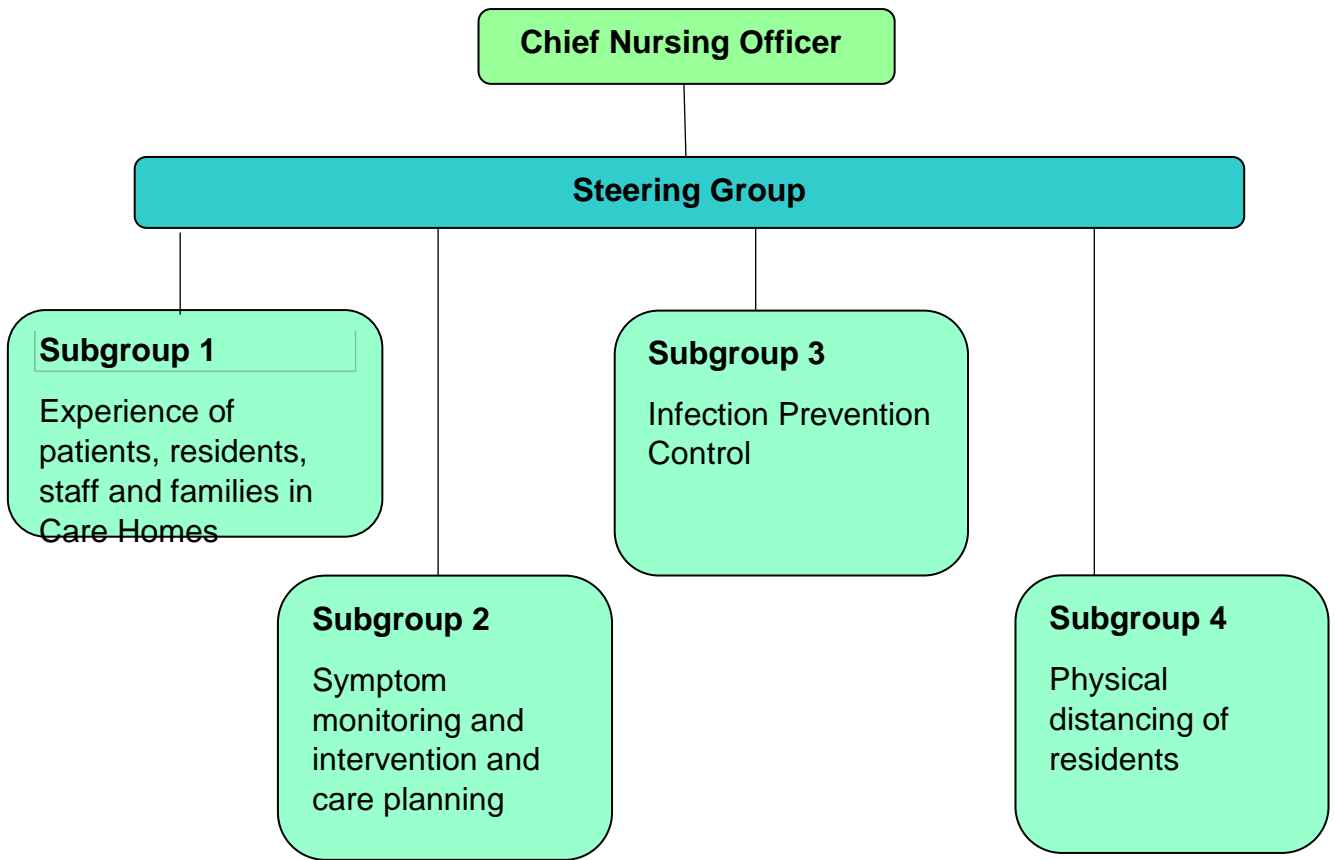 Chief Nursing Officer
Steering Group
Subgroup 1
Experience of
patients, residents,
staff and families in
Care Homes
Subgroup 2
Symptom
monitoring and
intervention and
care planning
Subgroup 3
Infection Prevention
Control
Subgroup 4
Physical
distancing of
residents